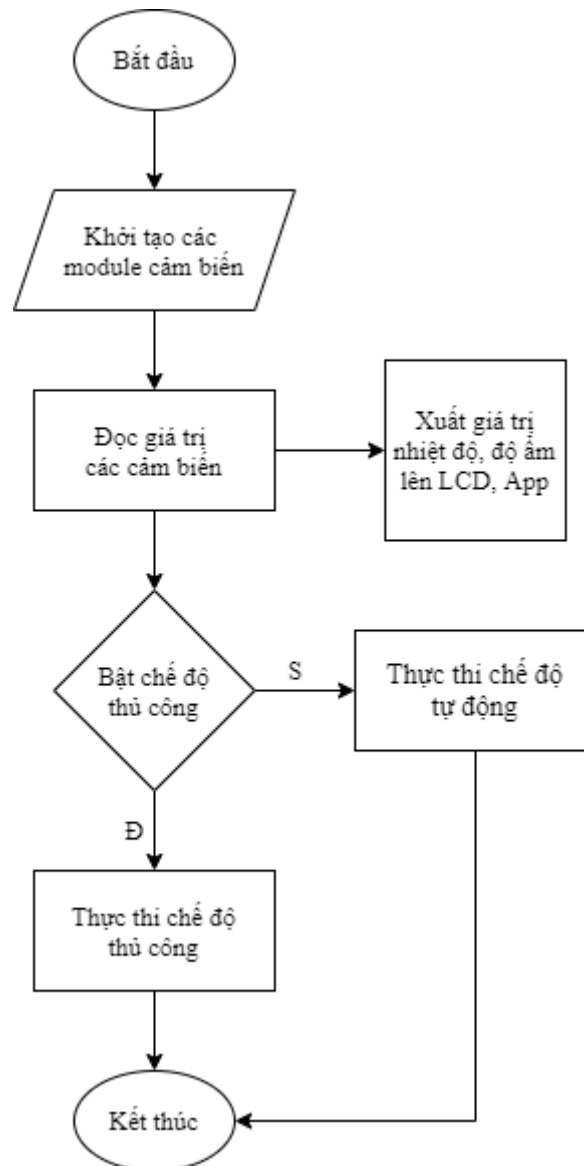 Bắt đầu
Khởi tạo các
module cảm biến
Đọc giá trị
các cảm biến
Xuất giá trị
nhiệt độ, độ ẩm
lên LCD, App
Bật chế độ
thủ công
S
Thực thi chế độ
tự động
Đ
Thực thi chế độ
thủ công
Kết thúc